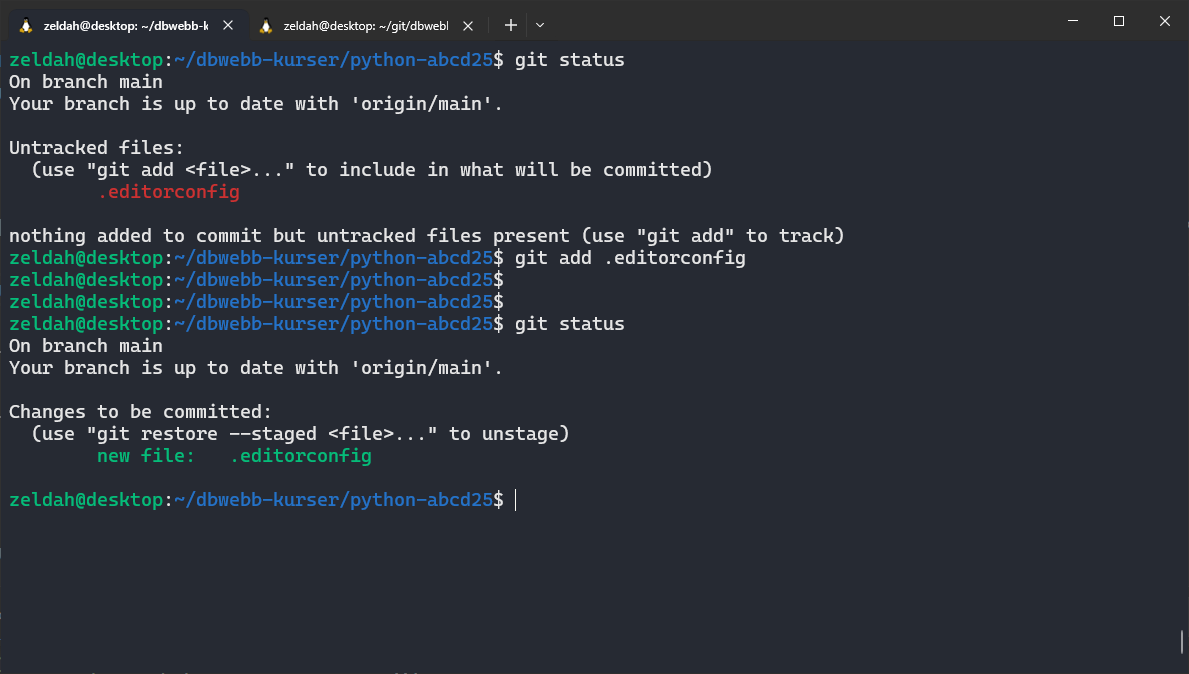 zeldah@desktop: ~/dbwebb-k
zeldah@desktop: ~/git/dbwebl
zeldah@desktop:~/dbwebb-kurser/python-abcd25$ git status
On branch main
Your branch is up to date with 'origin/main'.
Untracked files:
  (use "git add <file>..." to include in what will be committed)
        .editorconfig
nothing added to commit but untracked files present (use "git add" to track)
zeldah@desktop:~/dbwebb-kurser/python-abcd25$ git add .editorconfig
zeldah@desktop:~/dbwebb-kurser/python-abcd25$
zeldah@desktop:~/dbwebb-kurser/python-abcd25$
zeldah@desktop:~/dbwebb-kurser/python-abcd25$ git status
On branch main
Your branch is up to date with 'origin/main'.
Changes to be committed:
  (use "git restore --staged <file>..." to unstage)
        new file:   .editorconfig
zeldah@desktop:~/dbwebb-kurser/python-abcd25$